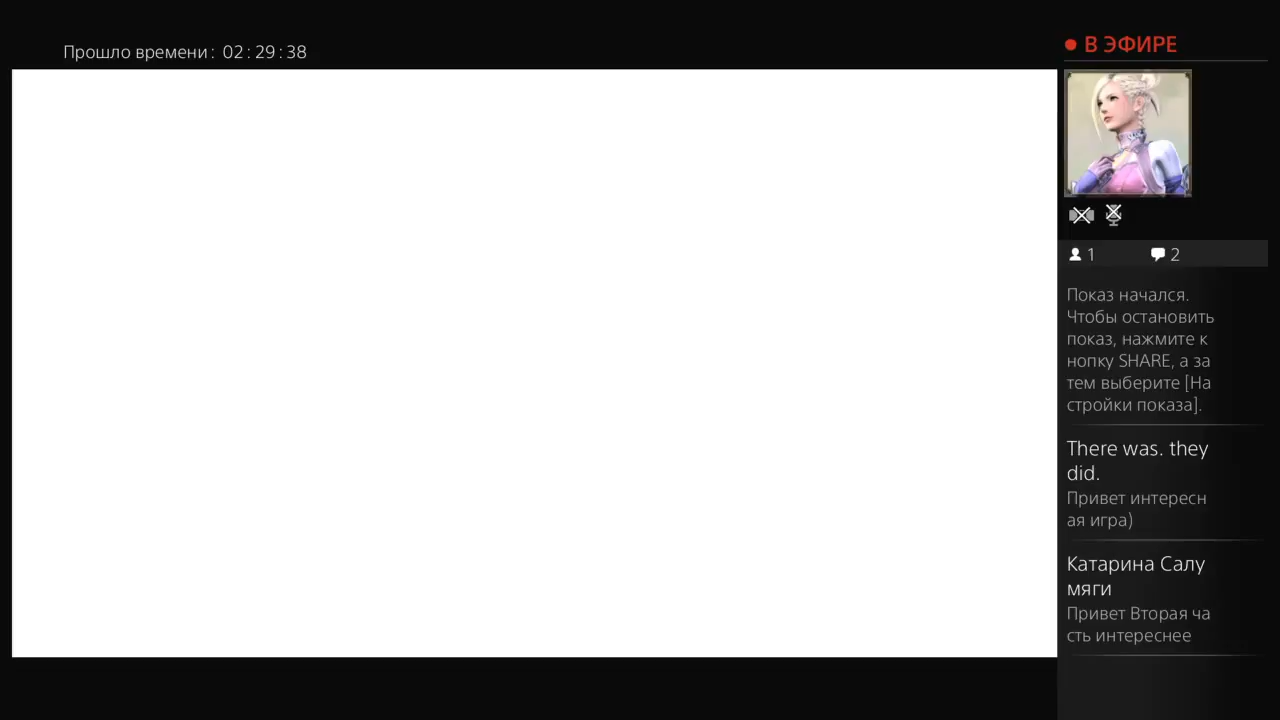 Прошло времени: 02:29:38
В ЭФИРЕ
1 2
Показ начался.
Чтобы остановить
показ, нажмите к
нопку SHARE, а за
тем выберите [На
стройки показа].
There was. they
did.
Привет интересн
ая игра)
Катарина Салу
мяги
Привет Вторая ча
сть интереснее